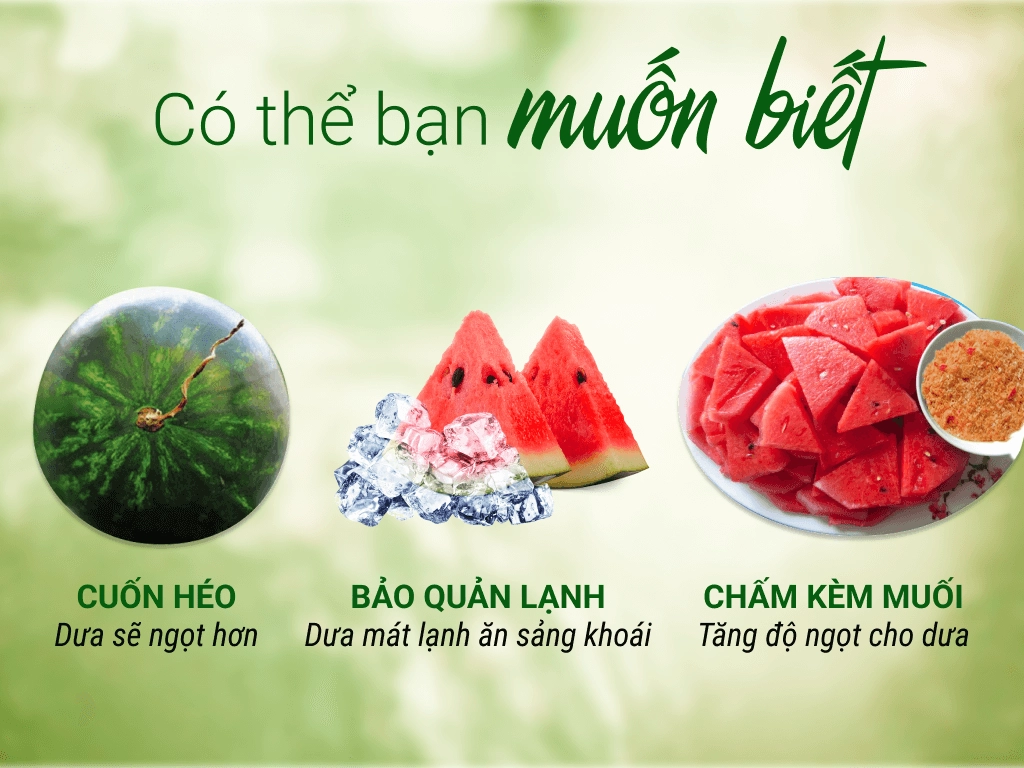 Có thể bạn muốn biết
CUỐN HÉO
Dưa sẽ ngọt hơn
BẢO QUẢN LẠNH
Dưa mát lạnh ăn sảng khoái
CHẤM KÈM MUỐI
Tăng độ ngọt cho dưa